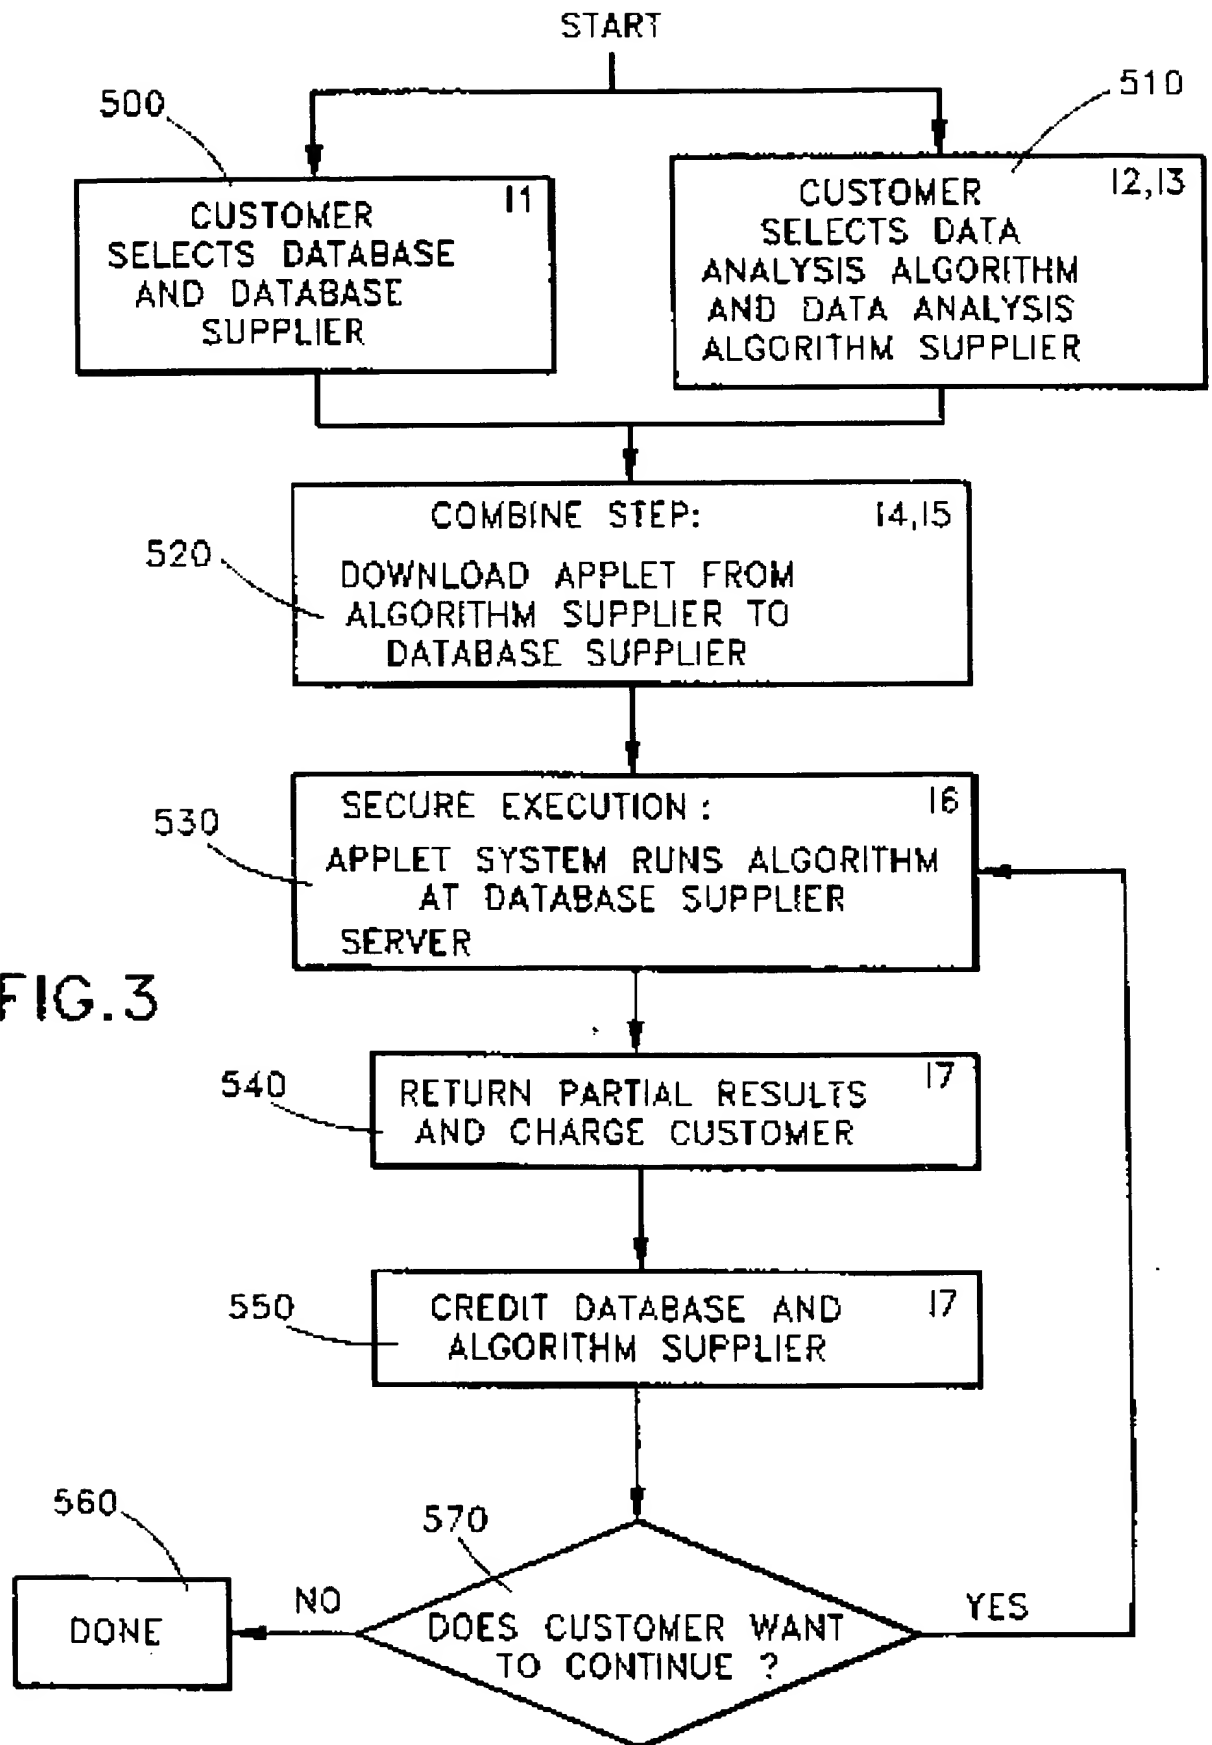 START
500
510
11
CUSTOMER
SELECTS DATABASE
AND DATABASE
SUPPLIER
12,13
CUSTOMER
SELECTS DATA
ANALYSIS ALGORITHM
AND DATA ANALYSIS
ALGORITHM SUPPLIER
520
COMBINE STEP:
14,15
DOWNLOAD APPLET FROM
ALGORITHM SUPPLIER TO
DATABASE SUPPLIER
530
16
SECURE EXECUTION:
APPLET SYSTEM RUNS ALGORITHM
AT DATABASE SUPPLIER
SERVER
FIG.3
540
17
RETURN PARTIAL RESULTS
AND CHARGE CUSTOMER
550
17
CREDIT DATABASE AND
ALGORITHM SUPPLIER
560
570
DONE
NO
DOES CUSTOMER WANT
TO CONTINUE ?
YES